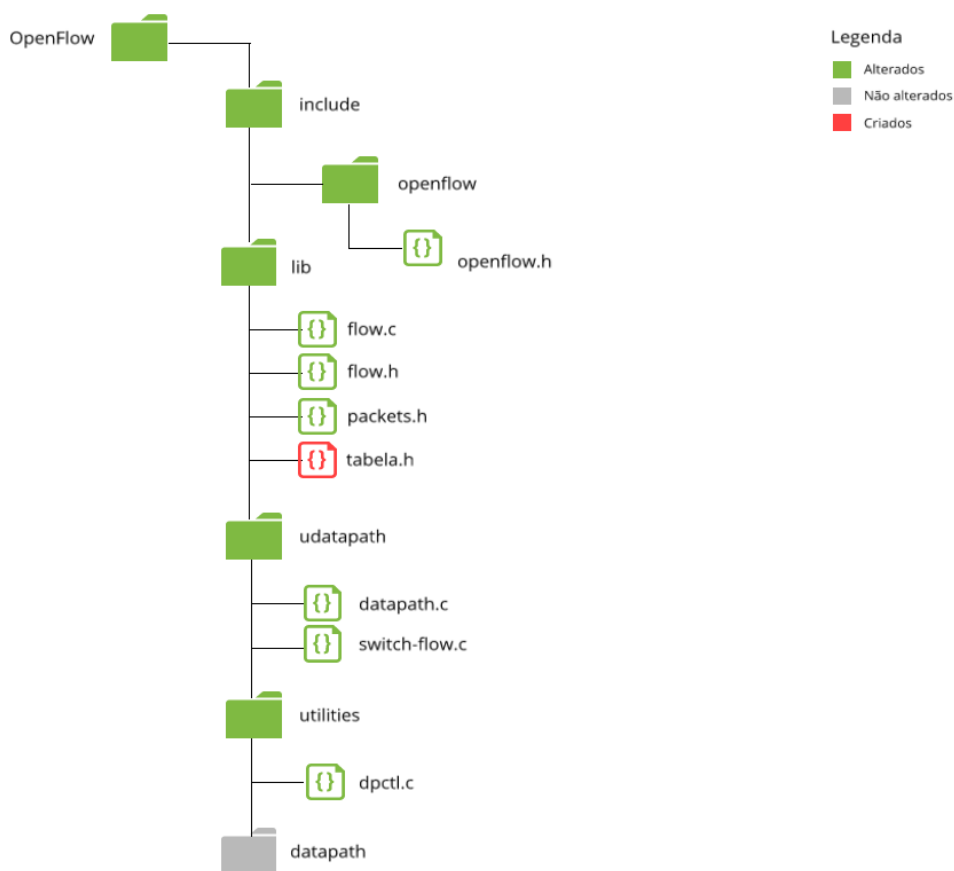 OpenFlow
Legenda
Alterados
Não alterados
Criados
include
openflow
openflow.h
lib
{} flow.c
{} flow.h
{} packets.h
{} tabela.h
udatapath
{} datapath.c
{} switch-flow.c
utilities
{} dpctl.c
datapath